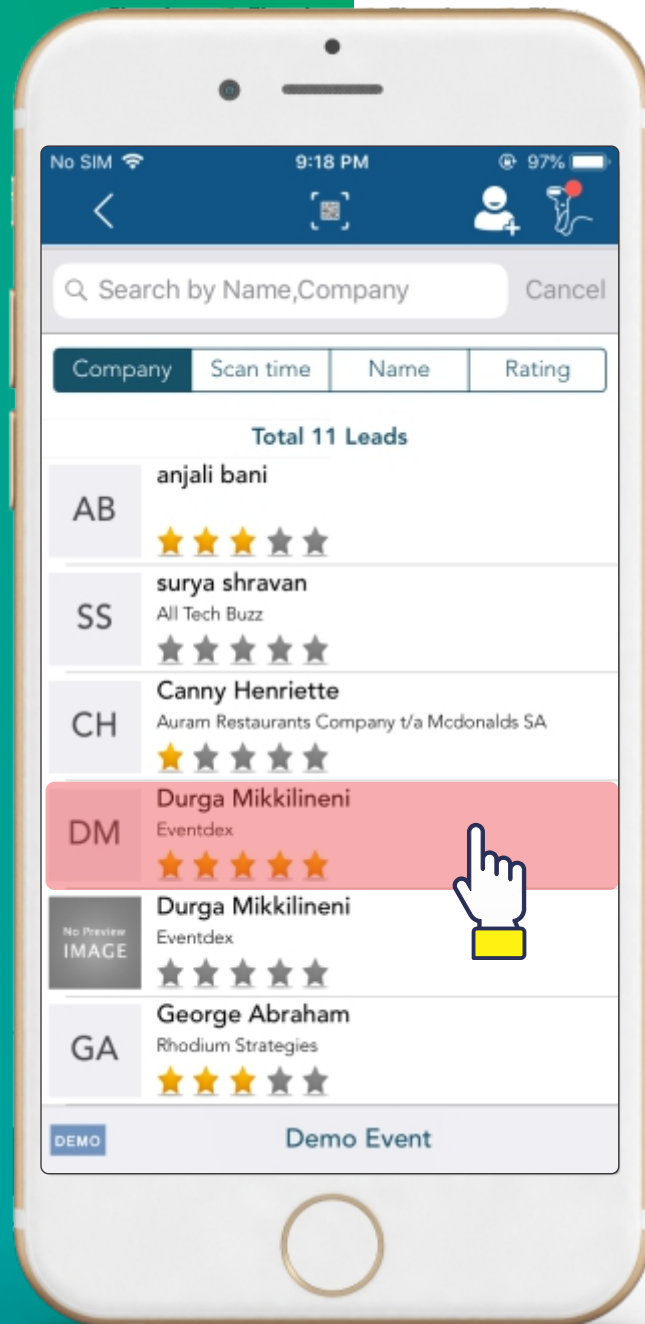 No SIM 9:18 PM 97%
Search by Name,Company Cancel
Company Scan time Name Rating
Total 11 Leads
AB
anjali bani
SS
surya shravan
All Tech Buzz
CH
Canny Henriette
Auram Restaurants Company t/a Mcdonalds SA
DM
Durga Mikkilineni
Eventdex
No Preview
IMAGE
Durga Mikkilineni
Eventdex
GA
George Abraham
Rhodium Strategies
DEMO Demo Event